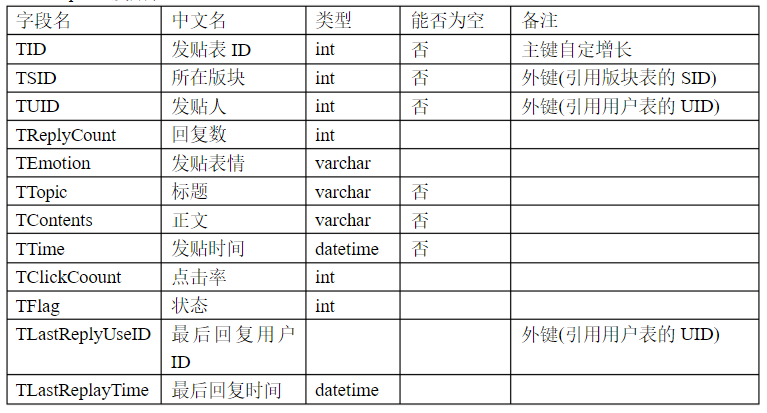 字段名 中文名 类型 能否为空 备注
TID 发贴表 ID int 否 主键自定增长
TSID 所在版块 int 否 外键(引用版块表的 SID)
TUID 发贴人 int 否 外键(引用用户表的 UID)
TReplyCount 回复数 int
TEmotion 发贴表情 varchar
TTopic 标题 varchar 否
TContents 正文 varchar 否
TTime 发贴时间 datetime 否
TClickCoount 点击率 int
TFlag 状态 int
TLastReplyUseID 最后回复用户 外键(引用用户表的 UID)
ID
TLastReplayTime 最后回复时间 datetime